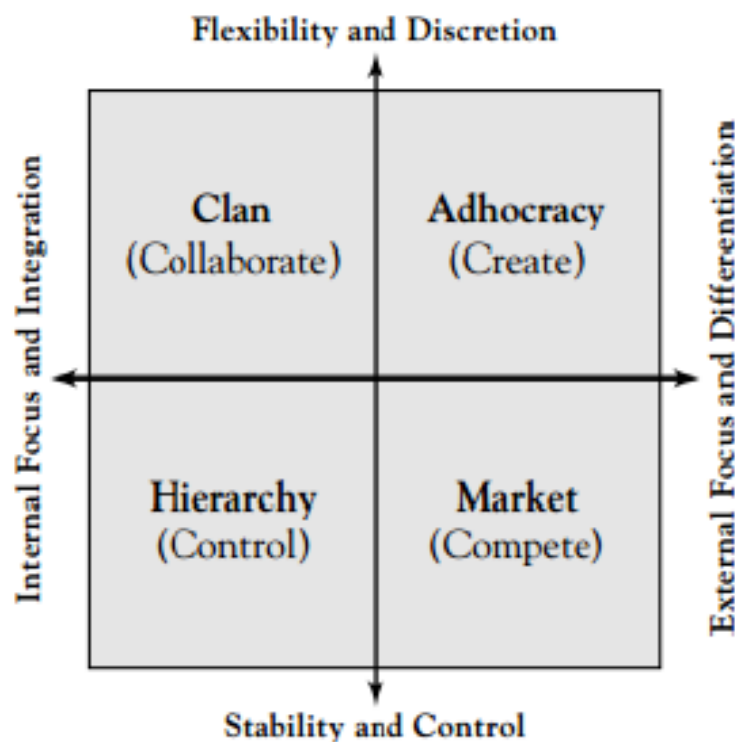 Flexibility and Discretion
Internal Focus and Integration
Clan
(Collaborate)
Adhocracy
(Create)
External Focus and Differentiation
Hierarchy
(Control)
Market
(Compete)
Stability and Control